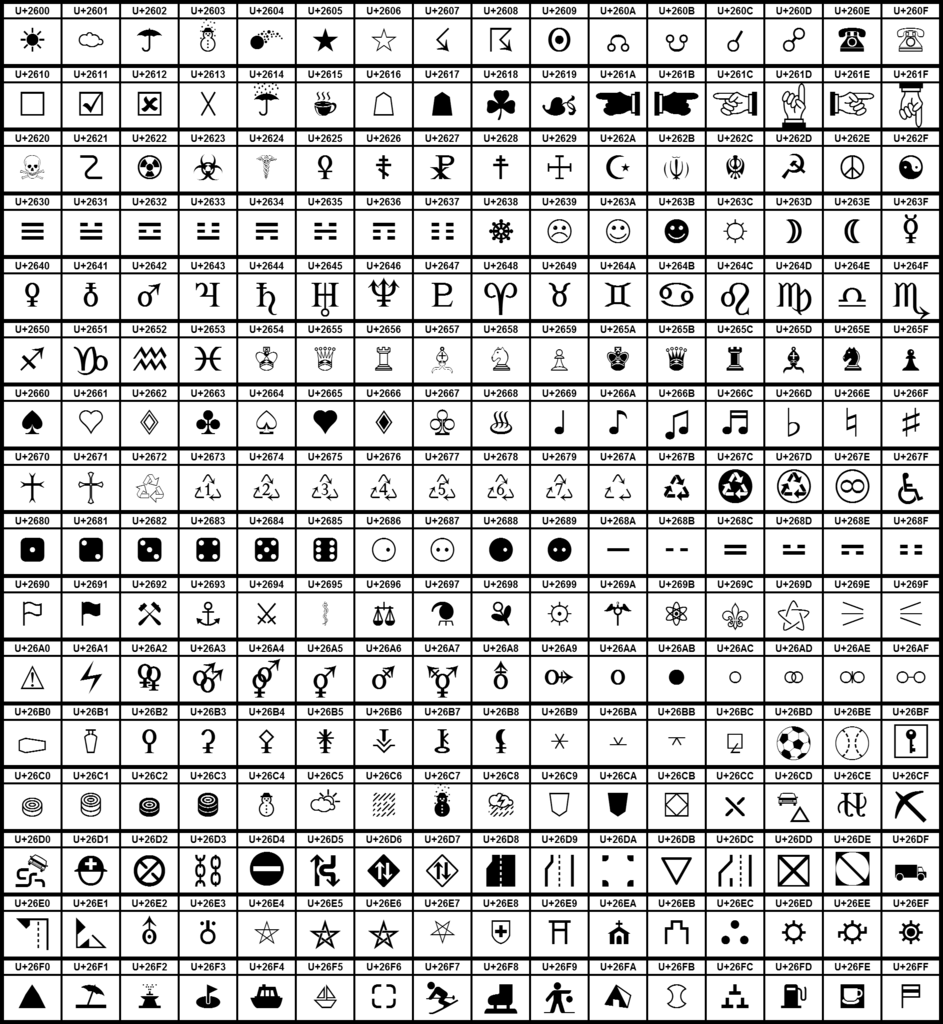 U+2600 U+2601 U+2602 U+2603 U+2604 U+2605 U+2606 U+2607 U+2608 U+2609 U+260A U+260B U+260C U+260D U+260E U+260F
☀ ☁ ☂ ☃ ☄ ★ ☆ ☇ ☈ ☉ ☊ ☋ ☌ ☍ ☎ ☏
U+2610 U+2611 U+2612 U+2613 U+2614 U+2615 U+2616 U+2617 U+2618 U+2619 U+261A U+261B U+261C U+261D U+261E U+261F
☐ ☑ ☒ ☓ ☔ ☕ ☖ ☗ ☘ ☙ ☚ ☛ ☜ ☝ ☞ ☟
U+2620 U+2621 U+2622 U+2623 U+2624 U+2625 U+2626 U+2627 U+2628 U+2629 U+262A U+262B U+262C U+262D U+262E U+262F
☠ ☡ ☢ ☣ ☤ ♀ ☦ ☧ ☨ ☩ ☪ ☫ ☬ ☭ ☮ ☯
U+2630 U+2631 U+2632 U+2633 U+2634 U+2635 U+2636 U+2637 U+2638 U+2639 U+263A U+263B U+263C U+263D U+263E U+263F
☰ ☱ ☲ ☳ ☴ ☵ ☶ ☷ ☸ ☹ ☺ ☻ ☼ ☽ ☾ ☿
U+2640 U+2641 U+2642 U+2643 U+2644 U+2645 U+2646 U+2647 U+2648 U+2649 U+264A U+264B U+264C U+264D U+264E U+264F
♀ ♁ ♂ ♃ ♄ ♅ ♆ ♇ ♈ ♉ ♊ ♋ ♌ ♍ ♎ ♏
U+2650 U+2651 U+2652 U+2653 U+2654 U+2655 U+2656 U+2657 U+2658 U+2659 U+265A U+265B U+265C U+265D U+265E U+265F
♐ ♑ ♒ ♓ ♔ ♕ ♖ ♗ ♘ ♙ ♚ ♛ ♜ ♝ ♞ ♟
U+2660 U+2661 U+2662 U+2663 U+2664 U+2665 U+2666 U+2667 U+2668 U+2669 U+266A U+266B U+266C U+266D U+266E U+266F
♠ ♡ ♢ ♣ ♤ ♥ ♦ ♧ ♨ ♩ ♪ ♫ ♬ ♭ ♮ ♯
U+2670 U+2671 U+2672 U+2673 U+2674 U+2675 U+2676 U+2677 U+2678 U+2679 U+267A U+267B U+267C U+267D U+267E U+267F
♰ ♱ ♲ ♳ ♴ ♵ ♶ ♷ ♸ ♹ ♺ ♻ ♼ ♽ ♾ ♿
U+2680 U+2681 U+2682 U+2683 U+2684 U+2685 U+2686 U+2687 U+2688 U+2689 U+268A U+268B U+268C U+268D U+268E U+268F
⚀ ⚁ ⚂ ⚃ ⚄ ⚅ ⚆ ⚇ ⚈ ⚉ ⚊ ⚋ ⚌ ⚍ ⚎ ⚏
U+2690 U+2691 U+2692 U+2693 U+2694 U+2695 U+2696 U+2697 U+2698 U+2699 U+269A U+269B U+269C U+269D U+269E U+269F
⚐ ⚑ ⚒ ⚓ ⚔ ⚕ ⚖ ⚗ ⚘ ⚙ ⚚ ⚛ ⚜ ⚝ ⚞ ⚟
U+26A0 U+26A1 U+26A2 U+26A3 U+26A4 U+26A5 U+26A6 U+26A7 U+26A8 U+26A9 U+26AA U+26AB U+26AC U+26AD U+26AE U+26AF
⚠ ⚡ ⚢ ⚣ ⚤ ⚥ ⚦ ⚧ ⚨ ⚩ ⚪ ⚫ ⚬ ⚭ ⚮ ⚯
U+26B0 U+26B1 U+26B2 U+26B3 U+26B4 U+26B5 U+26B6 U+26B7 U+26B8 U+26B9 U+26BA U+26BB U+26BC U+26BD U+26BE U+26BF
⚰ ⚱ ⚲ ⚳ ⚴ ⚵ ⚶ ⚷ ⚸ ⚹ ⚺ ⚻ ⚼ ⚽ ⚾ ⚿
U+26C0 U+26C1 U+26C2 U+26C3 U+26C4 U+26C5 U+26C6 U+26C7 U+26C8 U+26C9 U+26CA U+26CB U+26CC U+26CD U+26CE U+26CF
⛀ ⛁ ⛂ ⛃ ⛄ ⛅ ⛆ ⛇ ⛈ ⛉ ⛊ ⛋ ⛌ ⛍ ⛎ ⛏
U+26D0 U+26D1 U+26D2 U+26D3 U+26D4 U+26D5 U+26D6 U+26D7 U+26D8 U+26D9 U+26DA U+26DB U+26DC U+26DD U+26DE U+26DF
⛐ ⛑ ⛒ ⛓ ⛔ ⛕ ⛖ ⛗ ⛘ ⛙ ⛚ ⛛ ⛜ ⛝ ⛞ ⛟
U+26E0 U+26E1 U+26E2 U+26E3 U+26E4 U+26E5 U+26E6 U+26E7 U+26E8 U+26E9 U+26EA U+26EB U+26EC U+26ED U+26EE U+26EF
⛠ ⛡ ⛢ ⛣ ⛤ ⛥ ⛦ ⛧ ⛨ ⛩ ⛪ ⛫ ⛬ ⛭ ⛮ ⛯
U+26F0 U+26F1 U+26F2 U+26F3 U+26F4 U+26F5 U+26F6 U+26F7 U+26F8 U+26F9 U+26FA U+26FB U+26FC U+26FD U+26FE U+26FF
⛰ ⛱ ⛲ ⛳ ⛴ ⛵ ⛶ ⛷ ⛸ ⛹ ⛺ ⛻ ⛼ ⛽ ⛾ ⛿